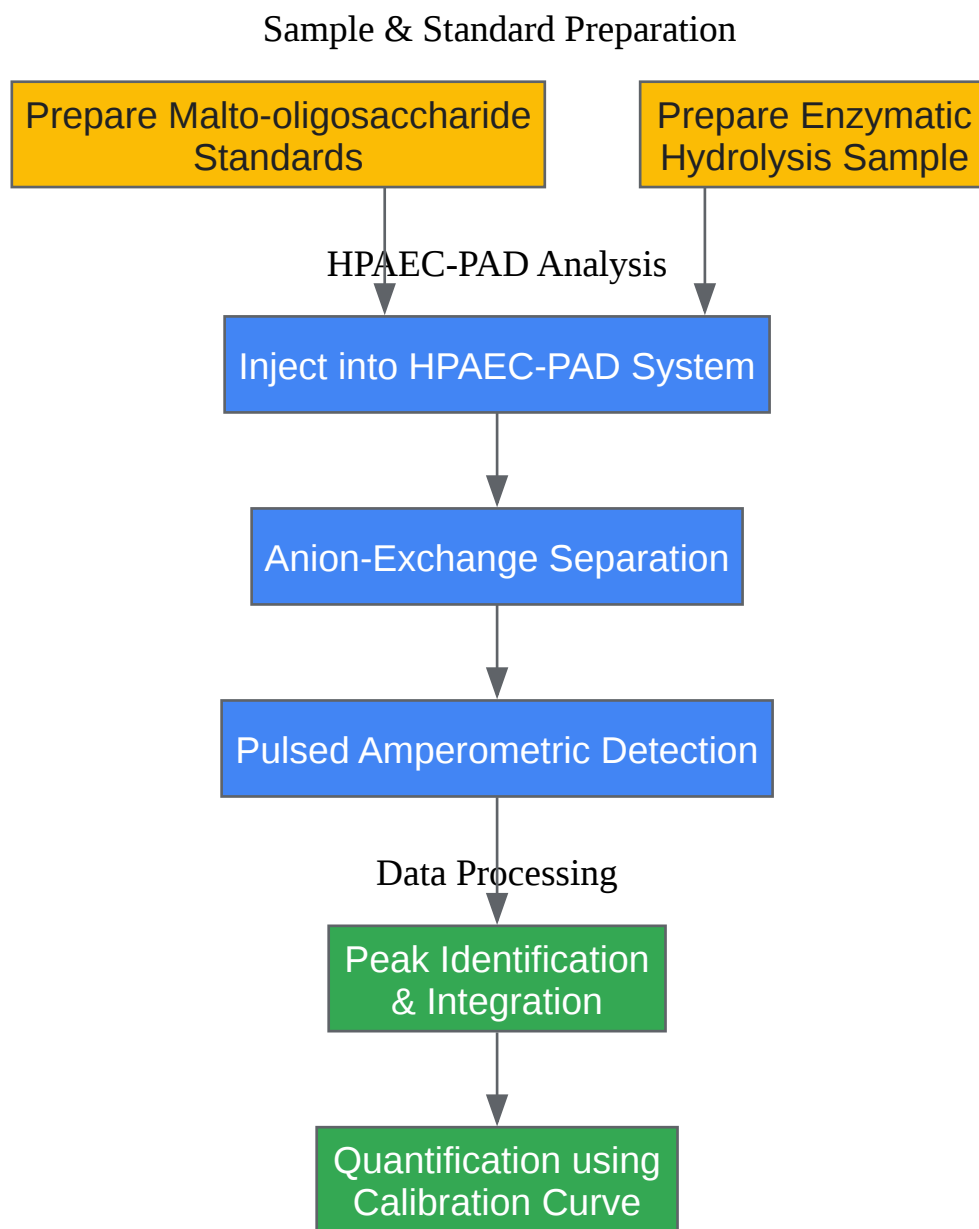 Sample & Standard Preparation
Prepare Malto-oligosaccharide
Standards
Prepare Enzymatic
Hydrolysis Sample
HPAEC-PAD Analysis
Inject into HPAEC-PAD System
Anion-Exchange Separation
Pulsed Amperometric Detection
Data Processing
Peak Identification
& Integration
Quantification using
Calibration Curve